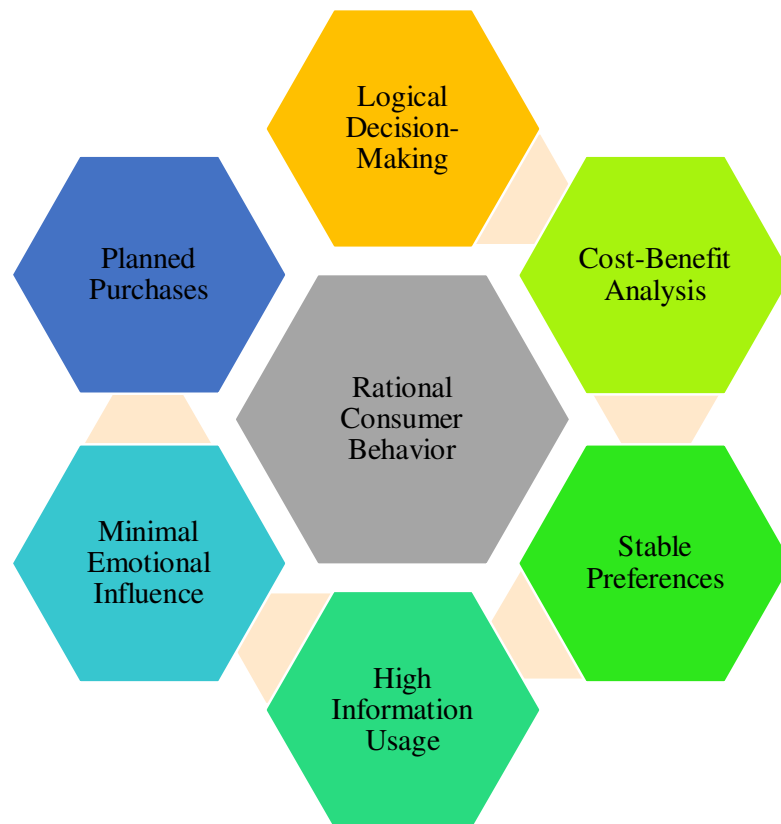 Logical
Decision-
Making
Cost-Benefit
Analysis
Stable
Preferences
High
Information
Usage
Minimal
Emotional
Influence
Planned
Purchases
Rational
Consumer
Behavior